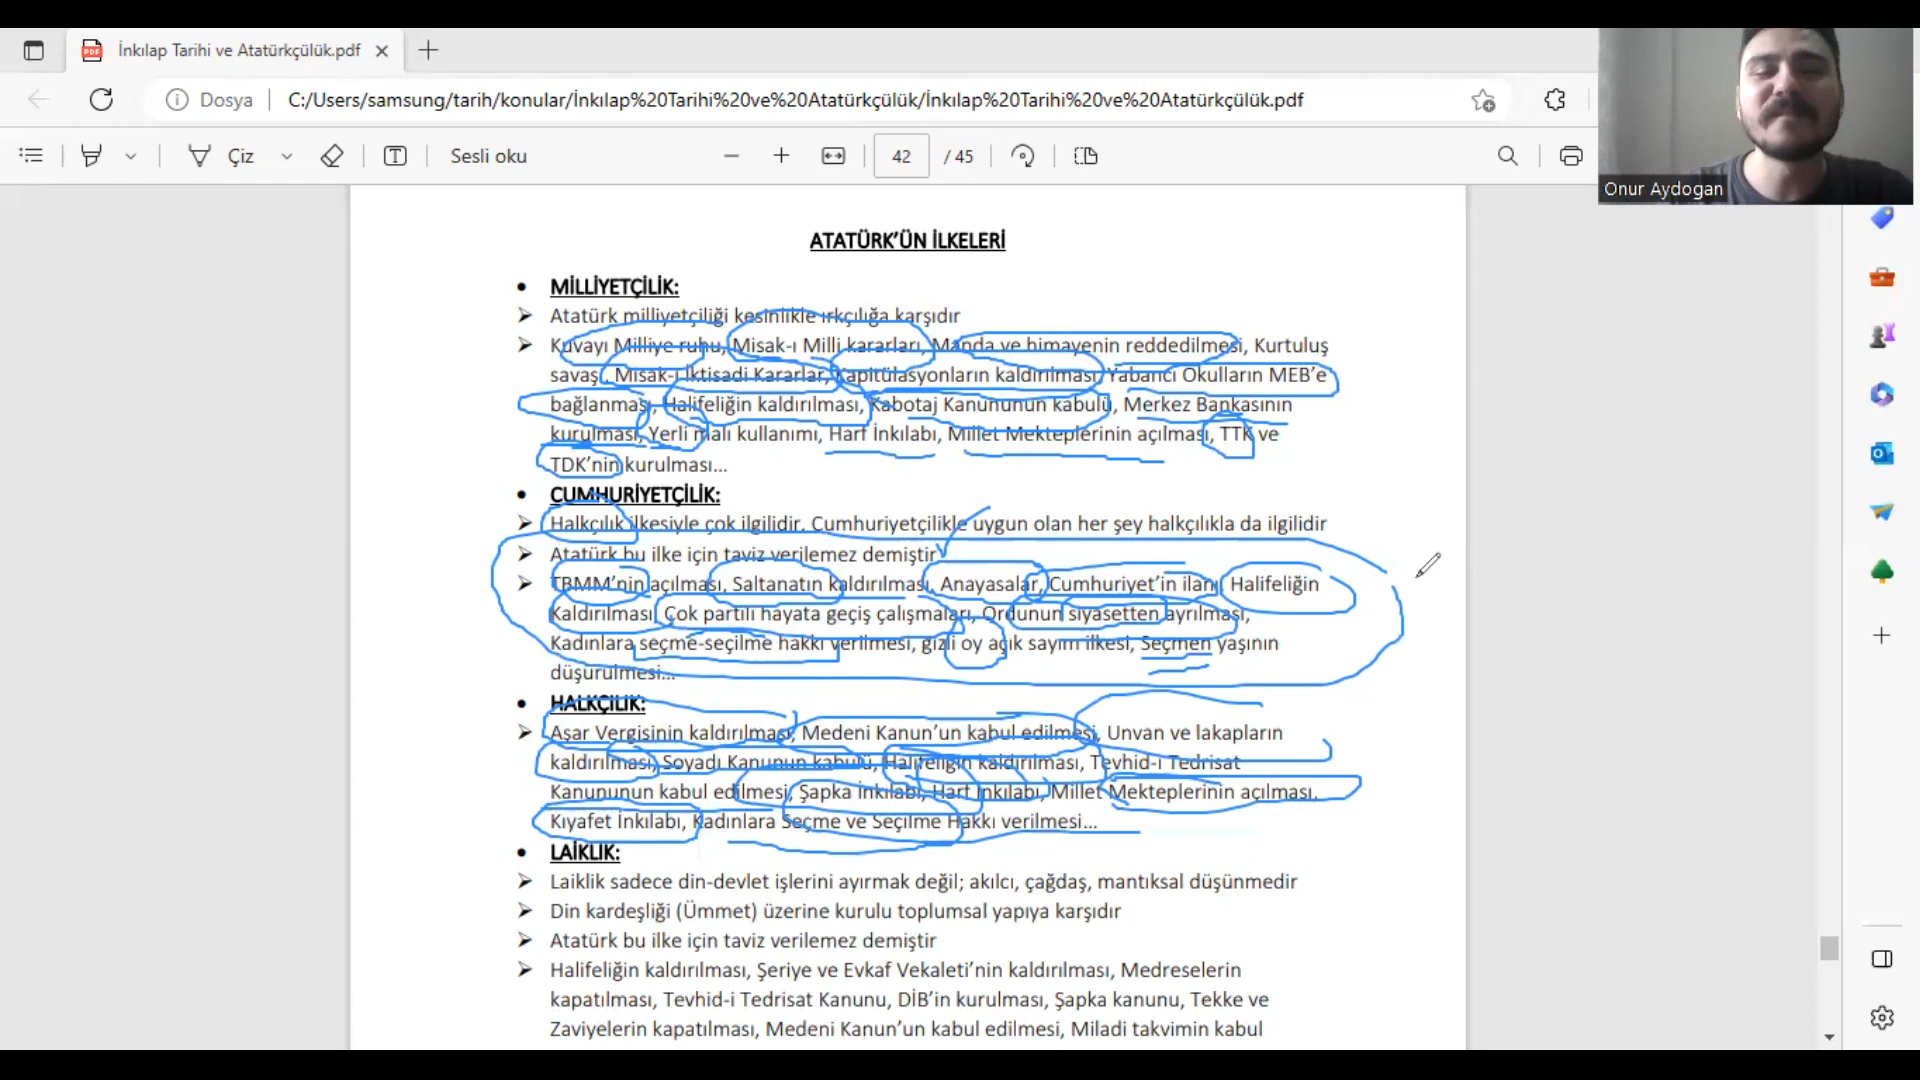 İnkılap Tarihi ve Atatürkçülük.pdf
Dosya
C:/Users/samsung/tarih/konular/İnkılap%20Tarihi%20ve%20Atatürkçülük/İnkılap%20Tarihi%20ve%20Atatürkçülük.pdf
Çiz
Sesli oku
42 / 45
Onur Aydogan
ATATÜRK’ÜN İLKELERİ
• MİLLİYETÇİLİK:
➢ Atatürk milliyetçiliği kesinlikle ırkçılığa karşıdır
➢ Kuvayı Milliye ruhu, Misak-ı Milli kararları, Manda ve himayenin reddedilmesi, Kurtuluş
savaş, Misak-ı İktisadi Kararlar, Kapitülasyonların kaldırılması, Yabancı Okulların MEB’e
bağlanması, Halifeliğin kaldırılması, Kabotaj Kanununun kabulü, Merkez Bankasının
kurulması, Yerli malı kullanımı, Harf İnkılabı, Millet Mekteplerinin açılması, TTK ve
TDK’nin kurulması...
• CUMHURİYETÇİLİK:
➢ Halkçılık ilkesiyle çok ilgilidir. Cumhuriyetçilikle uygun olan her şey halkçılıkla da ilgilidir
➢ Atatürk bu ilke için taviz verilemez demiştir
➢ TBMM’nin açılması, Saltanatın kaldırılması, Anayasalar, Cumhuriyet’in ilanı, Halifeliğin
Kaldırılması, Çok partili hayata geçiş çalışmaları, Ordunun siyasetten ayrılması,
Kadınlara seçme-seçilme hakkı verilmesi, gizli oy açık sayım ilkesi, Seçmen yaşının
düşürülmesi...
• HALKÇILIK:
➢ Aşar Vergisinin kaldırılması, Medeni Kanun’un kabul edilmesi, Unvan ve lakapların
kaldırılması, Soyadı Kanunun kabulü, Halifeliğin kaldırılması, Tevhid-i Tedrisat
Kanununun kabul edilmesi, Şapka İnkılabı, Harf inkılabı, Millet Mekteplerinin açılması,
Kıyafet İnkılabı, Kadınlara Seçme ve Seçilme Hakkı verilmesi...
• LAİKLIK:
➢ Laiklik sadece din-devlet işlerini ayırmak değil; akılcı, çağdaş, mantıksal düşünmedir
➢ Din kardeşliği (Ümmet) üzerine kurulu toplumsal yapıya karşıdır
➢ Atatürk bu ilke için taviz verilemez demiştir
➢ Halifeliğin kaldırılması, Şeriye ve Evkaf Vekaleti’nin kaldırılması, Medreselerin
kapatılması, Tevhid-i Tedrisat Kanunu, DİB’in kurulması, Şapka kanunu, Tekke ve
Zaviyelerin kapatılması, Medeni Kanun’un kabul edilmesi, Miladi takvimin kabul